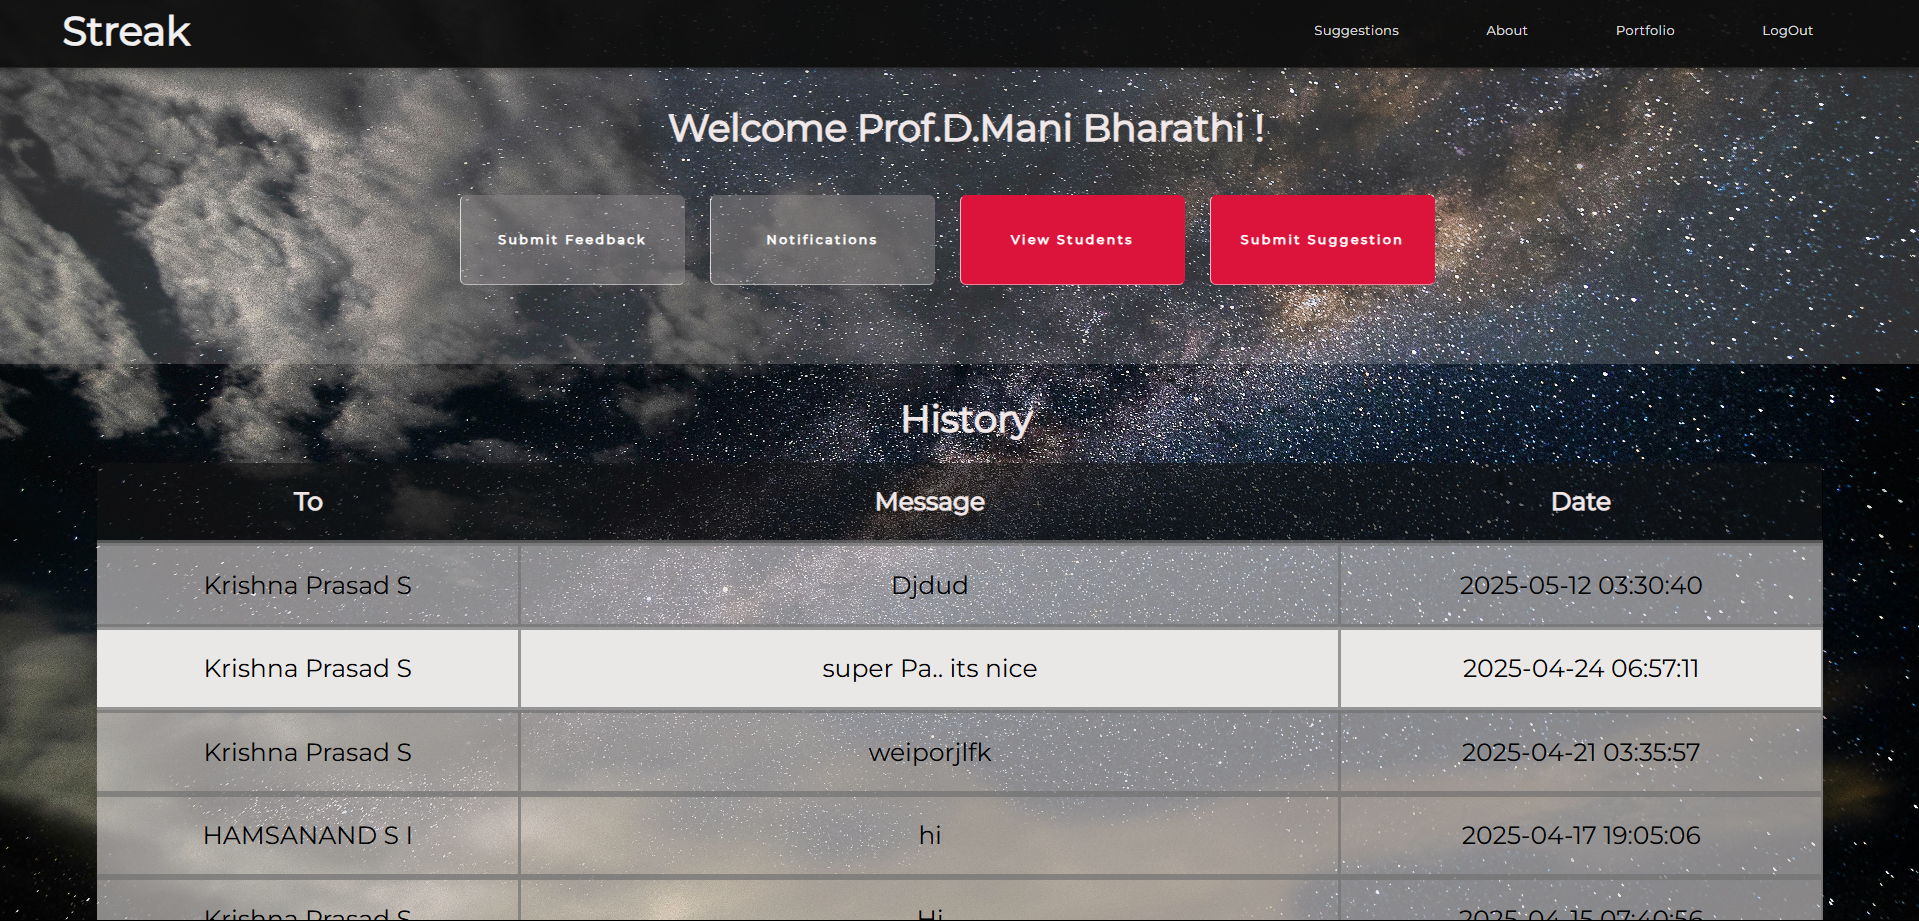 Streak
Suggestions About Portfolio LogOut
Welcome Prof.D.Mani Bharathi !
Submit Feedback Notifications View Students Submit Suggestion
History
To Message Date
Krishna Prasad S Djdud 2025-05-12 03:30:40
Krishna Prasad S super Pa.. its nice 2025-04-24 06:57:11
Krishna Prasad S weiporjlfk 2025-04-21 03:35:57
HAMSANAND S I hi 2025-04-17 19:05:06
Krishna Prasad S Hi 2025-04-15 07:40:56